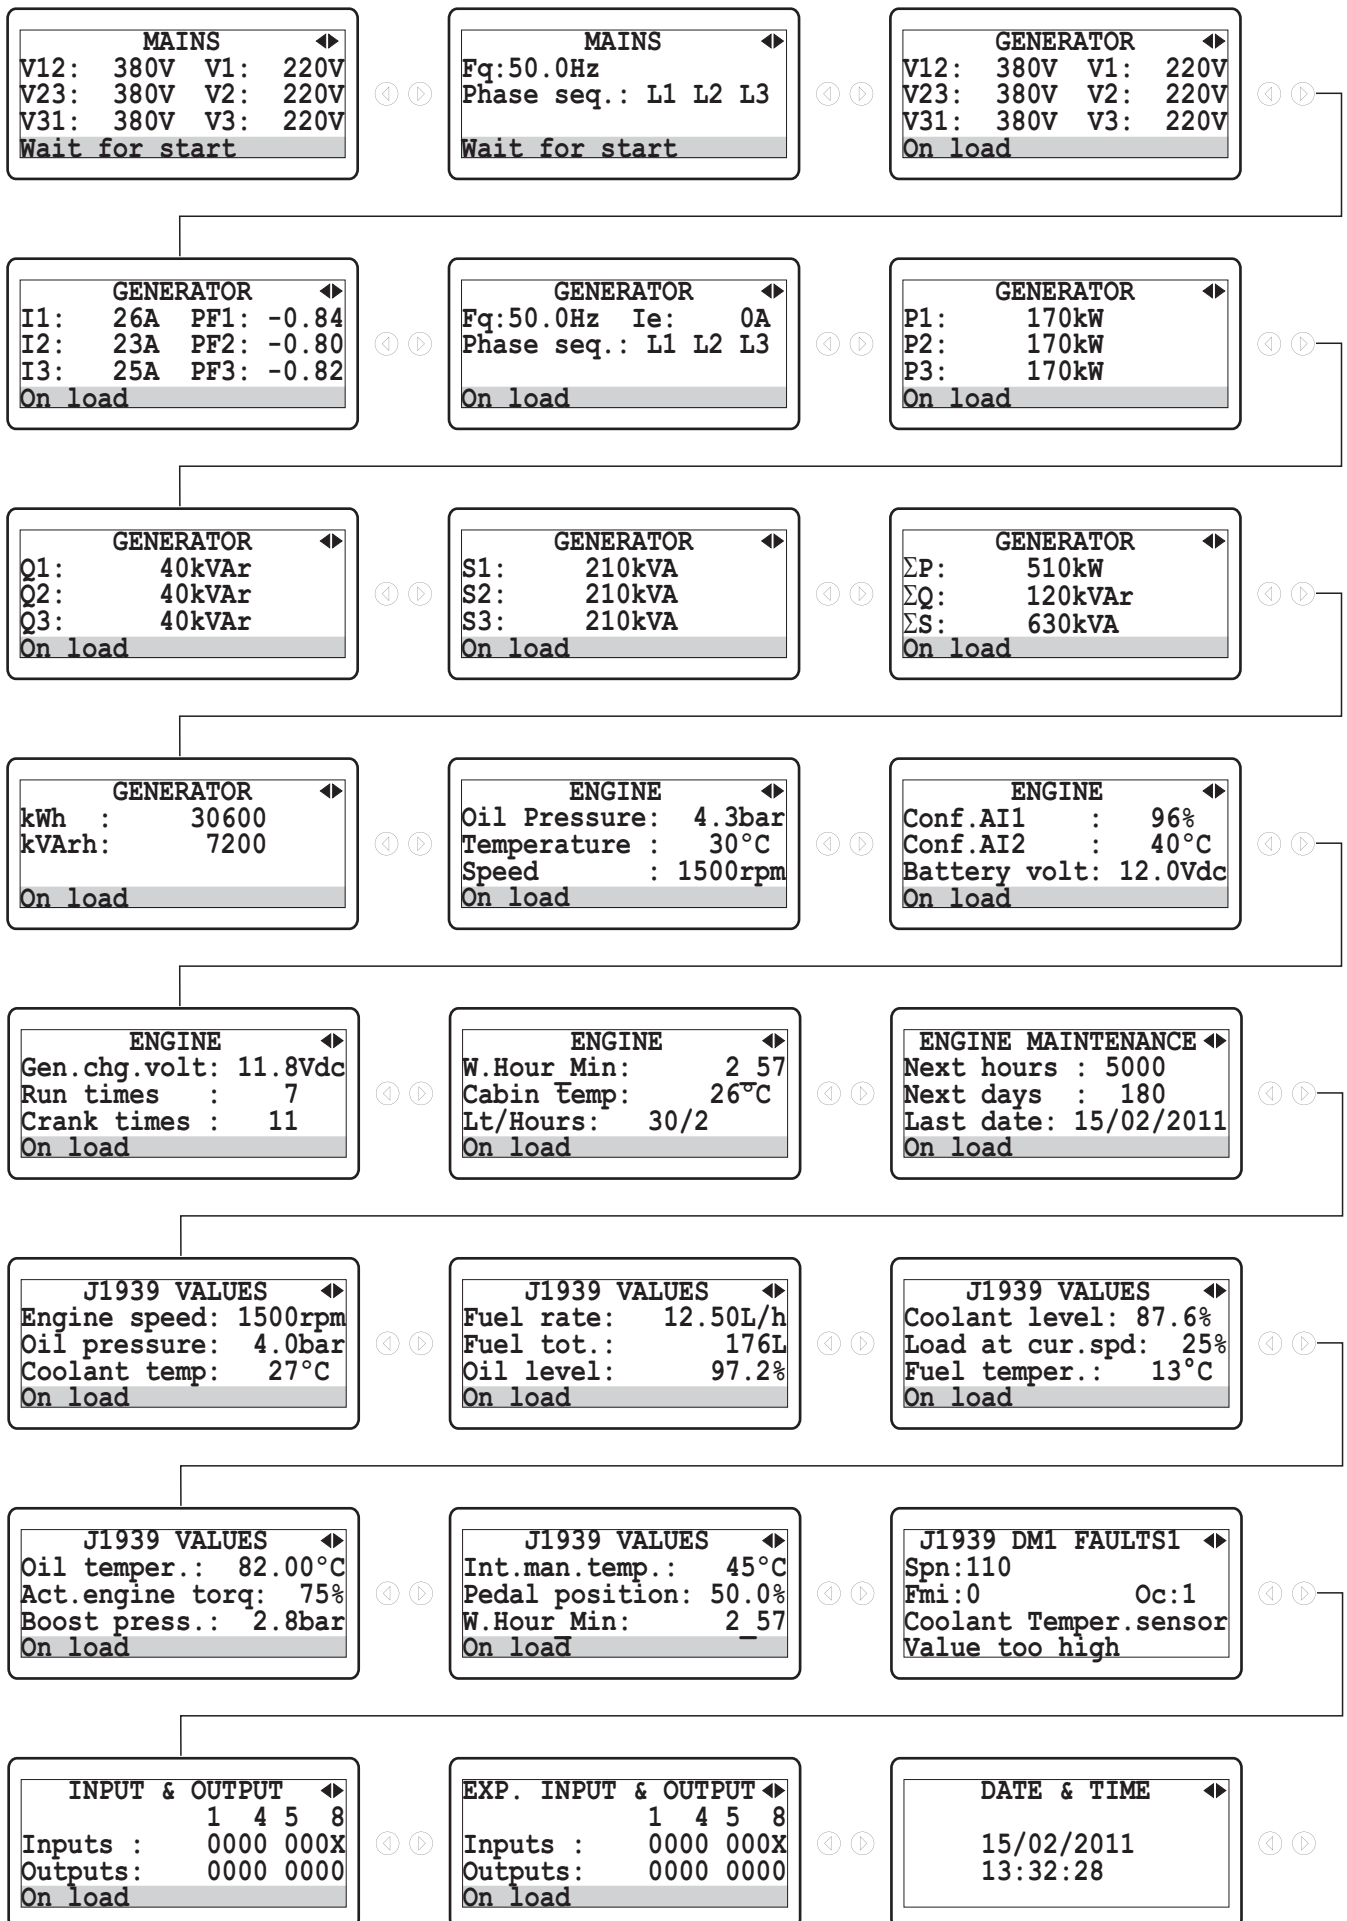 MAINS
V12: 380V V1: 220V
V23: 380V V2: 220V
V31: 380V V3: 220V
Wait for start
MAINS
Fq:50.0Hz
Phase seq.: L1 L2 L3
Wait for start
GENERATOR
V12: 380V V1: 220V
V23: 380V V2: 220V
V31: 380V V3: 220V
On load
GENERATOR
I1: 26A PF1: -0.84
I2: 23A PF2: -0.80
I3: 25A PF3: -0.82
On load
GENERATOR
Fq:50.0Hz Ie: 0A
Phase seq.: L1 L2 L3
On load
GENERATOR
P1: 170kW
P2: 170kW
P3: 170kW
On load
GENERATOR
Q1: 40kVAr
Q2: 40kVAr
Q3: 40kVAr
On load
GENERATOR
S1: 210kVA
S2: 210kVA
S3: 210kVA
On load
GENERATOR
ΣP: 510kW
ΣQ: 120kVAr
ΣS: 630kVA
On load
GENERATOR
kWh : 30600
kVArh: 7200
On load
ENGINE
Oil Pressure: 4.3bar
Temperature : 30°C
Speed : 1500rpm
On load
ENGINE
Conf.AI1 : 96%
Conf.AI2 : 40°C
Battery volt: 12.0Vdc
On load
ENGINE
Gen.chg.volt: 11.8Vdc
Run times : 7
Crank times : 11
On load
ENGINE
W.Hour_Min: 2_57
Cabin temp: 26°C
Lt/Hours: 30/2
On load
ENGINE MAINTENANCE
Next hours : 5000
Next days : 180
Last date: 15/02/2011
On load
J1939 VALUES
Engine speed: 1500rpm
Oil pressure: 4.0bar
Coolant temp: 27°C
On load
J1939 VALUES
Fuel rate: 12.50L/h
Fuel tot.: 176L
Oil level: 97.2%
On load
J1939 VALUES
Coolant level: 87.6%
Load at cur.spd: 25%
Fuel temper.: 13°C
On load
J1939 VALUES
Oil temper.: 82.00°C
Act.engine torq: 75%
Boost press.: 2.8bar
On load
J1939 VALUES
Int.man.temp.: 45°C
Pedal position: 50.0%
W.Hour_Min: 2_57
On load
J1939 DM1 FAULTS1
Spn:110
Fmi:0 Oc:1
Coolant Temper.sensor
Value too high
INPUT & OUTPUT
1 4 5 8
Inputs : 0000 000X
Outputs: 0000 0000
On load
EXP. INPUT & OUTPUT
1 4 5 8
Inputs : 0000 000X
Outputs: 0000 0000
On load
DATE & TIME
15/02/2011
13:32:28